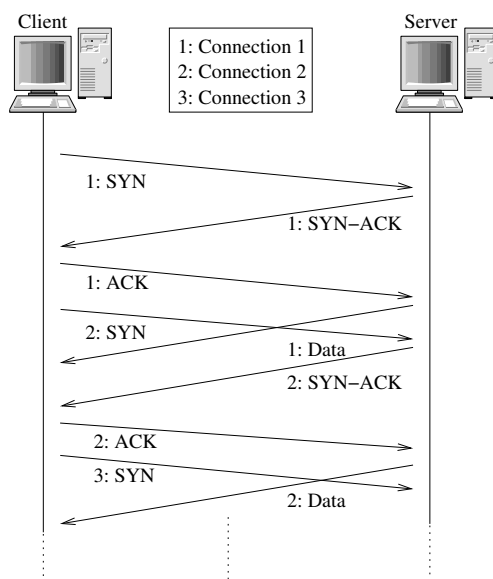 Client
Server
1: Connection 1
2: Connection 2
3: Connection 3
1: SYN
1: SYN−ACK
1: ACK
2: SYN
1: Data
2: SYN−ACK
2: ACK
3: SYN
2: Data